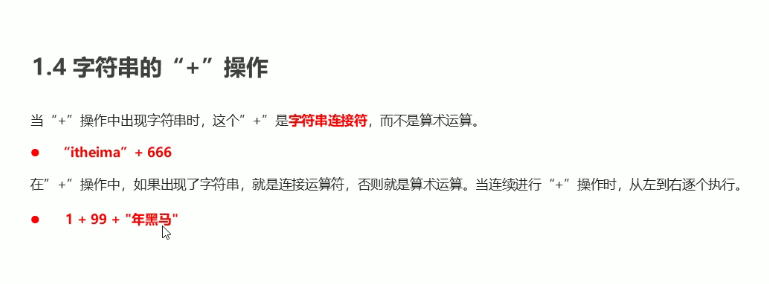 1.4 字符串的“+”操作
当“+”操作中出现字符串时，这个”+”是字符串连接符，而不是算术运算。
“itheima”+ 666
在”+”操作中，如果出现了字符串，就是连接运算符，否则就是算术运算。当连续进行“+”操作时，从左到右逐个执行。
1 + 99 + "年黑马"